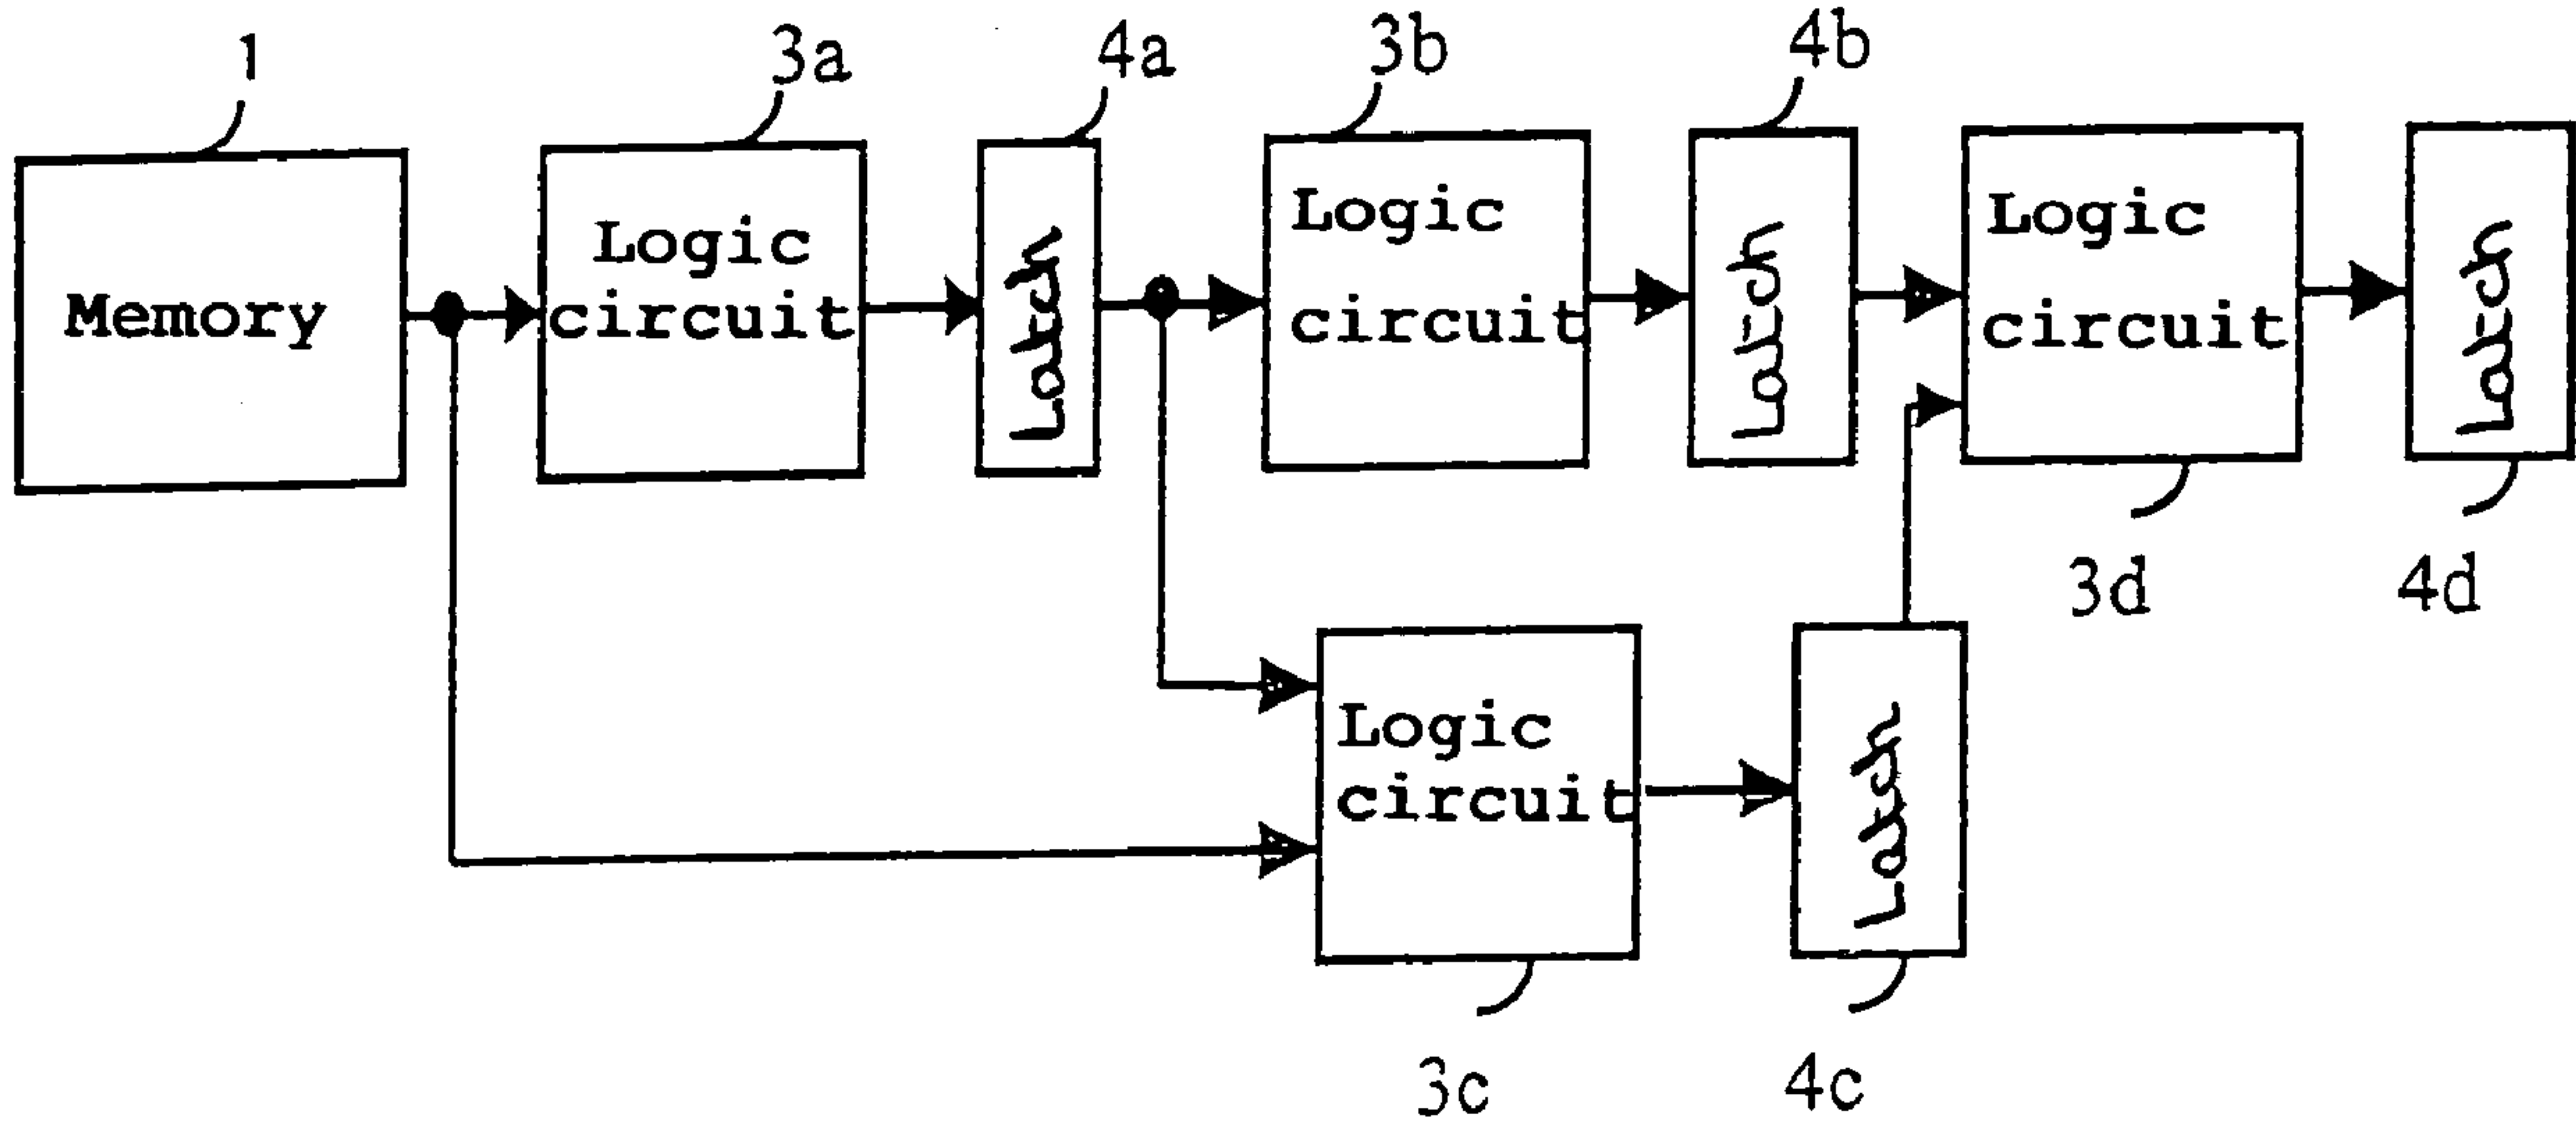 1
3a
4a
3b
4b
Memory
Logic
circuit
Latch
Logic
circuit
Latch
Logic
circuit
Latch
3d
4d
Logic
circuit
Latch
3c
4c